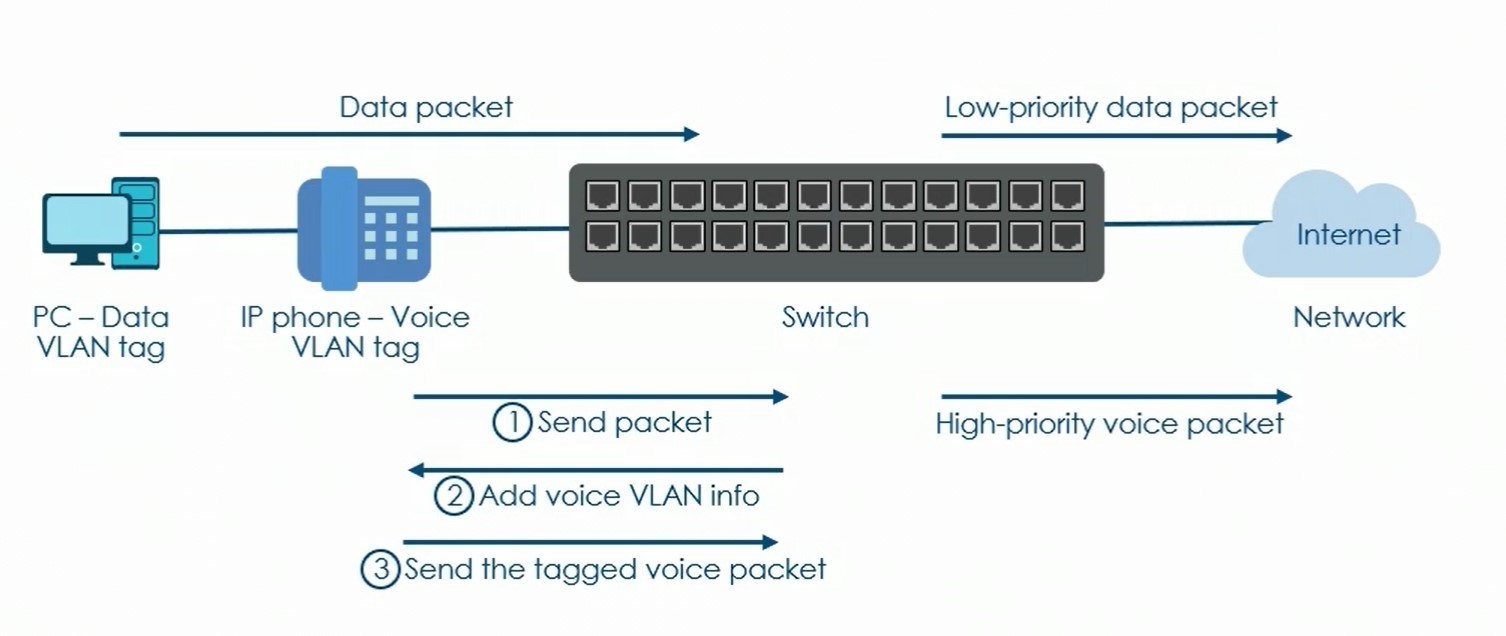 Data packet
Low-priority data packet
Internet
PC – Data
VLAN tag
IP phone – Voice
VLAN tag
Switch
Network
1 Send packet
High-priority voice packet
2 Add voice VLAN info
3 Send the tagged voice packet